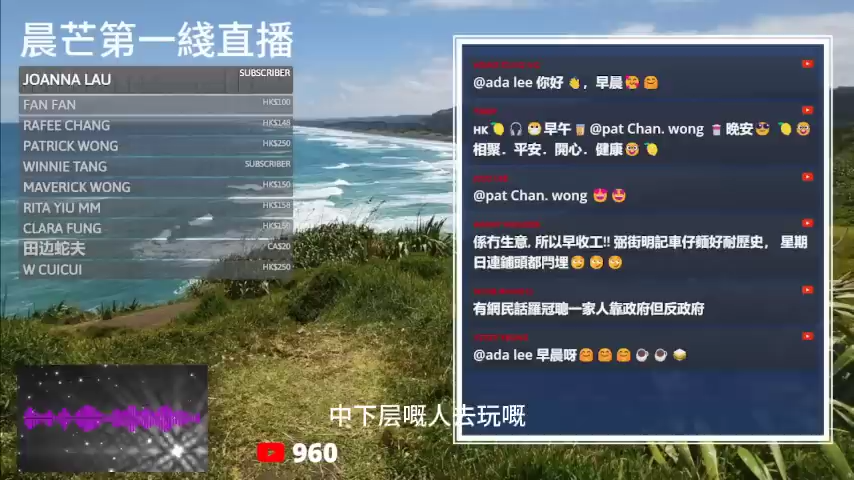 晨芒第一綫直播
JOANNA LAU SUBSCRIBER
FAN FAN HK$100
RAFEE CHANG HK$148
PATRICK WONG HK$250
WINNIE TANG SUBSCRIBER
MAVERICK WONG HK$150
RITA YIU MM HK$158
CLARA FUNG
田边蛇夫 CA$20
W CUICUI HK$250
@ada lee 你好👋，早晨🥰🤗
HK🍋🎧😷早午🍺@pat Chan. wong 🥤晚安😎🍋🤓
相聚．平安．開心．健康🤓🍋
@pat Chan. wong 😍🤩
係冇生意, 所以早收工!! 弼街明記車仔麵好耐歷史， 星期
日連鋪頭都閂埋
有網民話羅冠聰一家人靠政府但反政府
@ada lee 早晨呀🤗🤗🤗☕☕
中下层嘅人去玩嘅
960